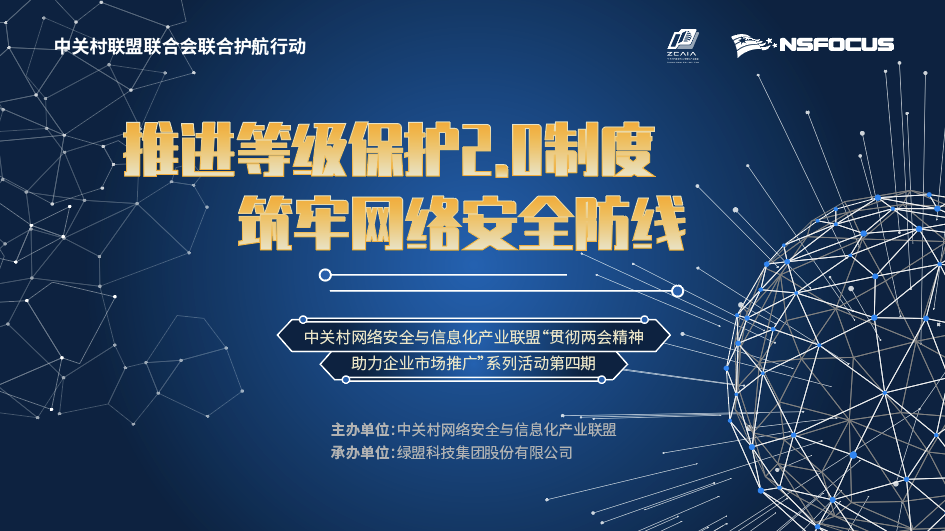 中关村联盟联合会联合护航行动
ZCAIA
NSFOCUS
推进等级保护2.0制度
筑牢网络安全防线
中关村网络安全与信息化产业联盟“贯彻两会精神
助力企业市场推广”系列活动第四期
主办单位:中关村网络安全与信息化产业联盟
承办单位:绿盟科技集团股份有限公司